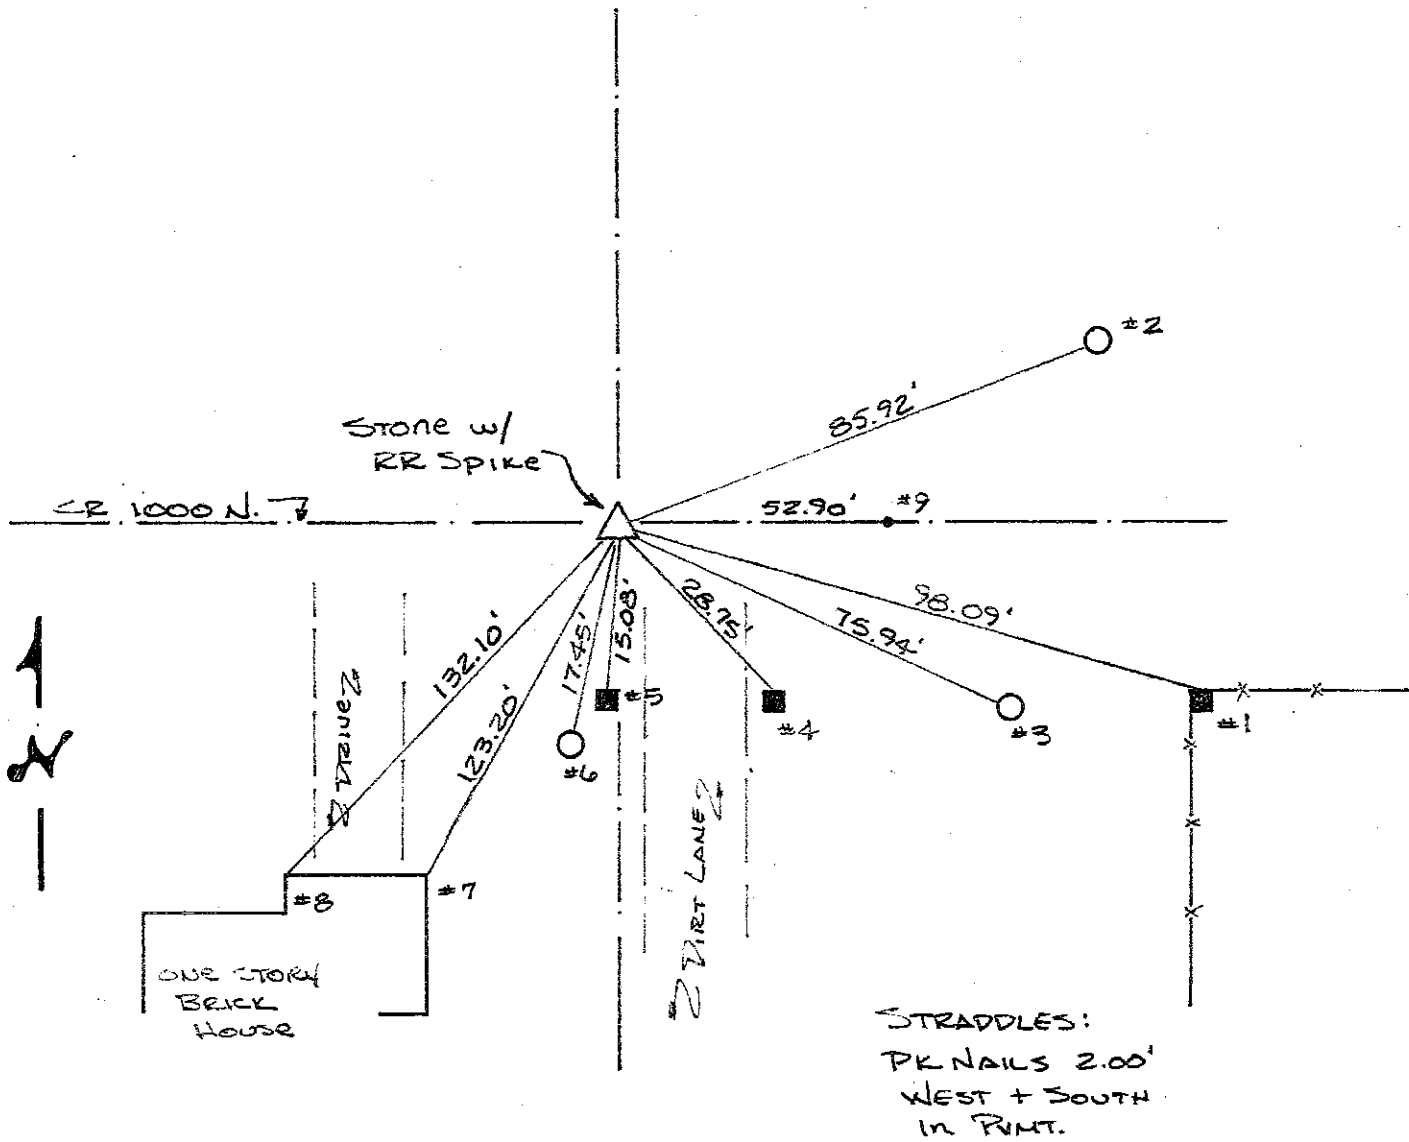 #2
85.92'
STONE W/
RR SPIKE
CR 1000 N.
52.90'
#9
98.09'
28.75'
75.94'
15.08'
17.45'
132.10'
123.20'
DRIVE
#5
#4
#3
#1
#6
N
DIRT LANE
#8
#7
ONE STORY
BRICK
HOUSE
STRADDLES:
PK NAILS 2.00'
WEST + SOUTH
IN PVMT.